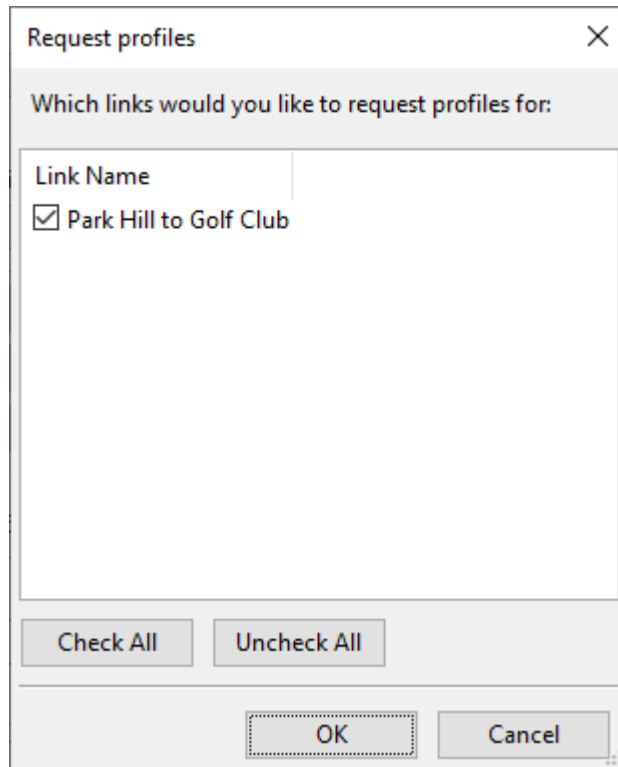 Request profiles
Which links would you like to request profiles for:
Link Name
Park Hill to Golf Club
Check All
Uncheck All
OK
Cancel